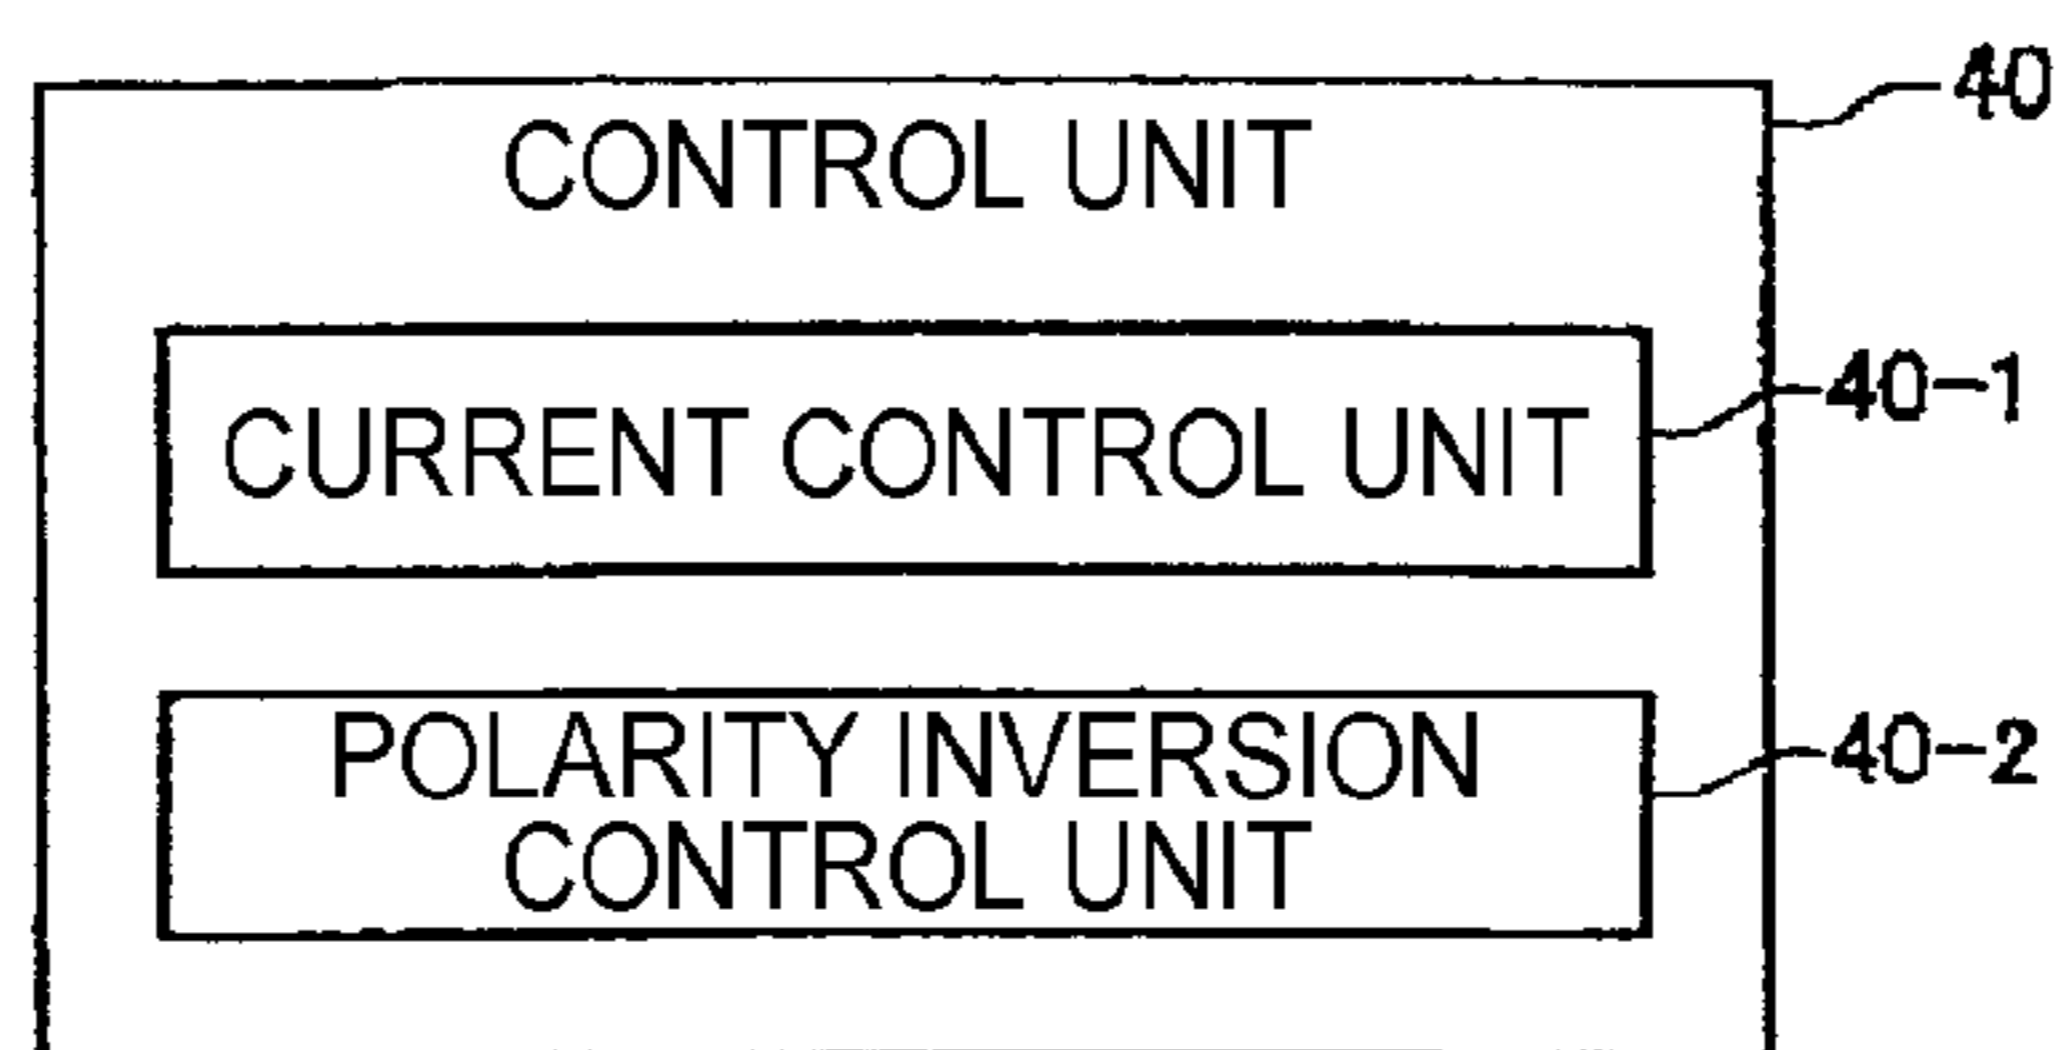 40
CONTROL UNIT
CURRENT CONTROL UNIT
40-1
POLARITY INVERSION
CONTROL UNIT
40-2